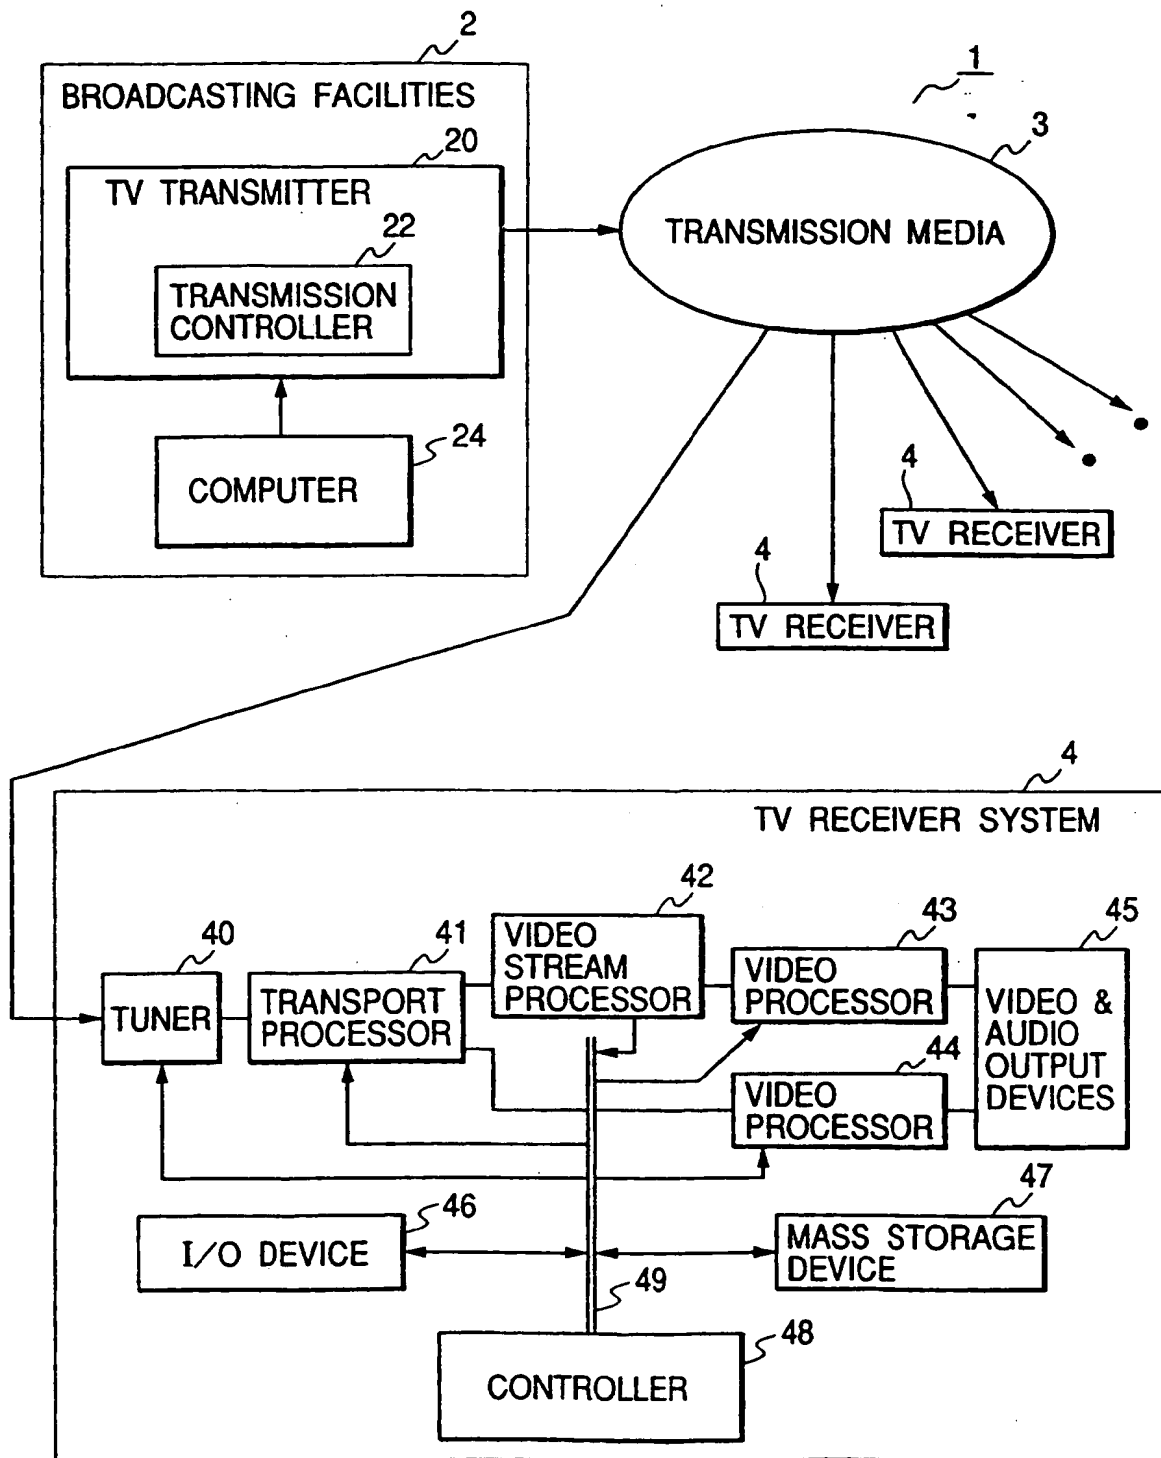 2
BROADCASTING FACILITIES
1
20
3
TV TRANSMITTER
22
TRANSMISSION MEDIA
TRANSMISSION
CONTROLLER
24
COMPUTER
4
TV RECEIVER
4
TV RECEIVER
4
TV RECEIVER SYSTEM
42
43
45
40
41
VIDEO
STREAM
PROCESSOR
VIDEO
PROCESSOR
VIDEO &
AUDIO
OUTPUT
DEVICES
TUNER
TRANSPORT
PROCESSOR
44
VIDEO
PROCESSOR
46
47
I/O DEVICE
MASS STORAGE
DEVICE
49
48
CONTROLLER